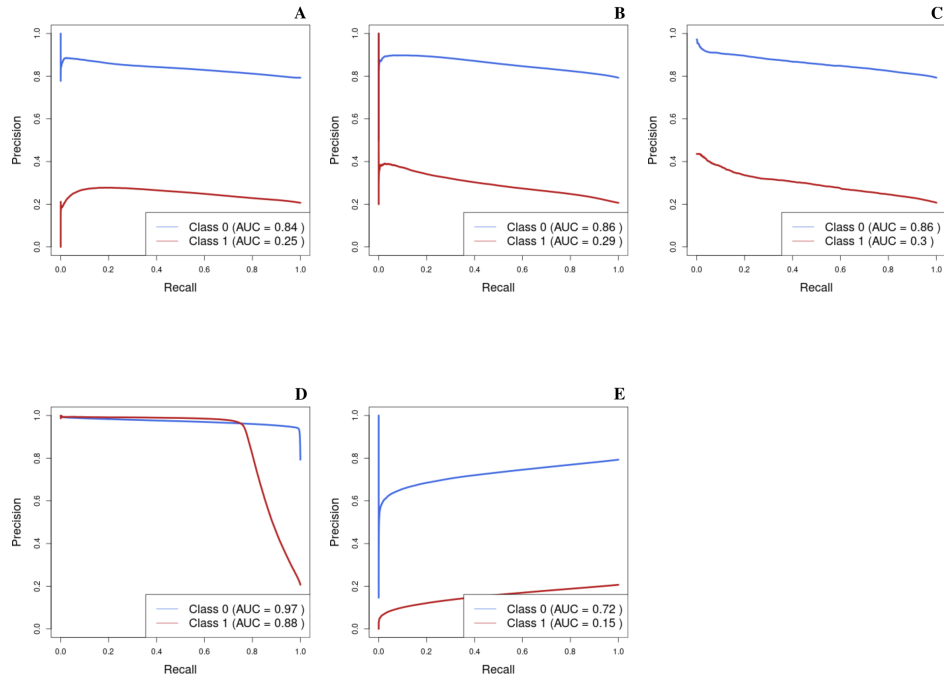 A
Precision
0.0 0.2 0.4 0.6 0.8 1.0
Class 0 (AUC = 0.84 )
Class 1 (AUC = 0.25 )
0.0 0.2 0.4 0.6 0.8 1.0
Recall
B
Precision
0.0 0.2 0.4 0.6 0.8 1.0
Class 0 (AUC = 0.86 )
Class 1 (AUC = 0.29 )
0.0 0.2 0.4 0.6 0.8 1.0
Recall
C
Precision
0.0 0.2 0.4 0.6 0.8 1.0
Class 0 (AUC = 0.86 )
Class 1 (AUC = 0.3 )
0.0 0.2 0.4 0.6 0.8 1.0
Recall
D
Precision
0.0 0.2 0.4 0.6 0.8 1.0
Class 0 (AUC = 0.97 )
Class 1 (AUC = 0.88 )
0.0 0.2 0.4 0.6 0.8 1.0
Recall
E
Precision
0.0 0.2 0.4 0.6 0.8 1.0
Class 0 (AUC = 0.72 )
Class 1 (AUC = 0.15 )
0.0 0.2 0.4 0.6 0.8 1.0
Recall